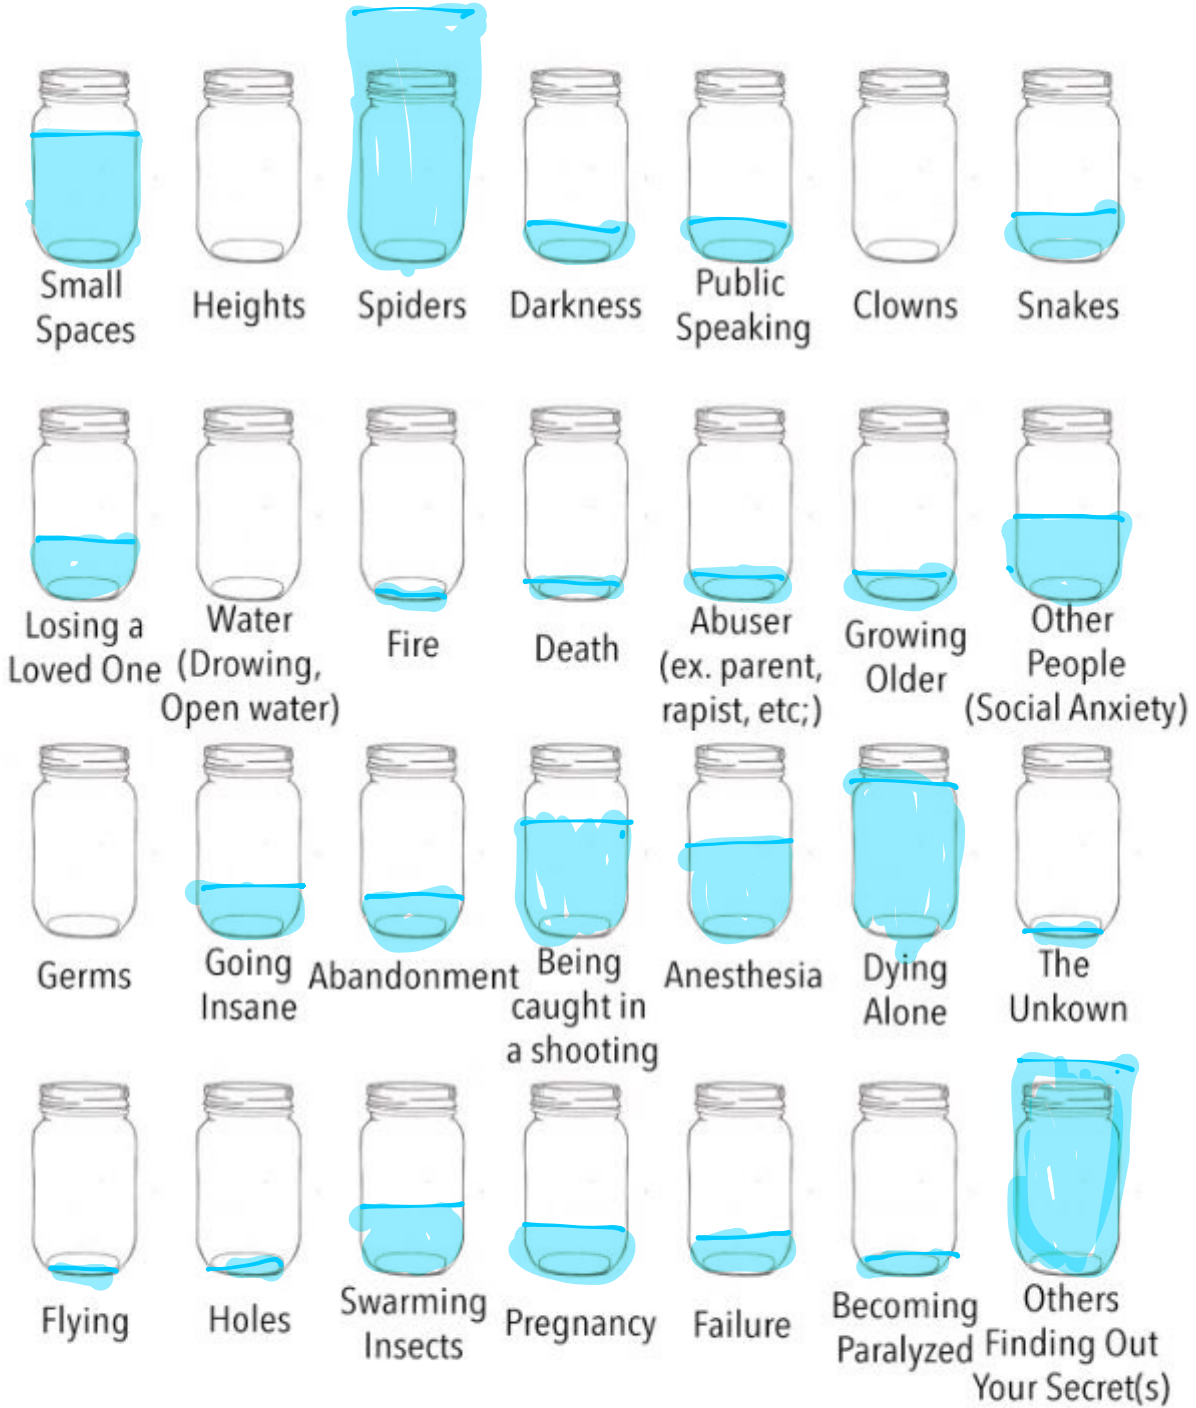 Small
Spaces
Heights
Spiders
Darkness
Public
Speaking
Clowns
Snakes
Losing a
Loved One
Water
(Drowing,
Open water)
Fire
Death
Abuser
(ex. parent,
rapist, etc;)
Growing
Older
Other
People
(Social Anxiety)
Germs
Going
Insane
Abandonment
Being
caught in
a shooting
Anesthesia
Dying
Alone
The
Unkown
Flying
Holes
Swarming
Insects
Pregnancy
Failure
Becoming
Paralyzed
Others
Finding Out
Your Secret(s)